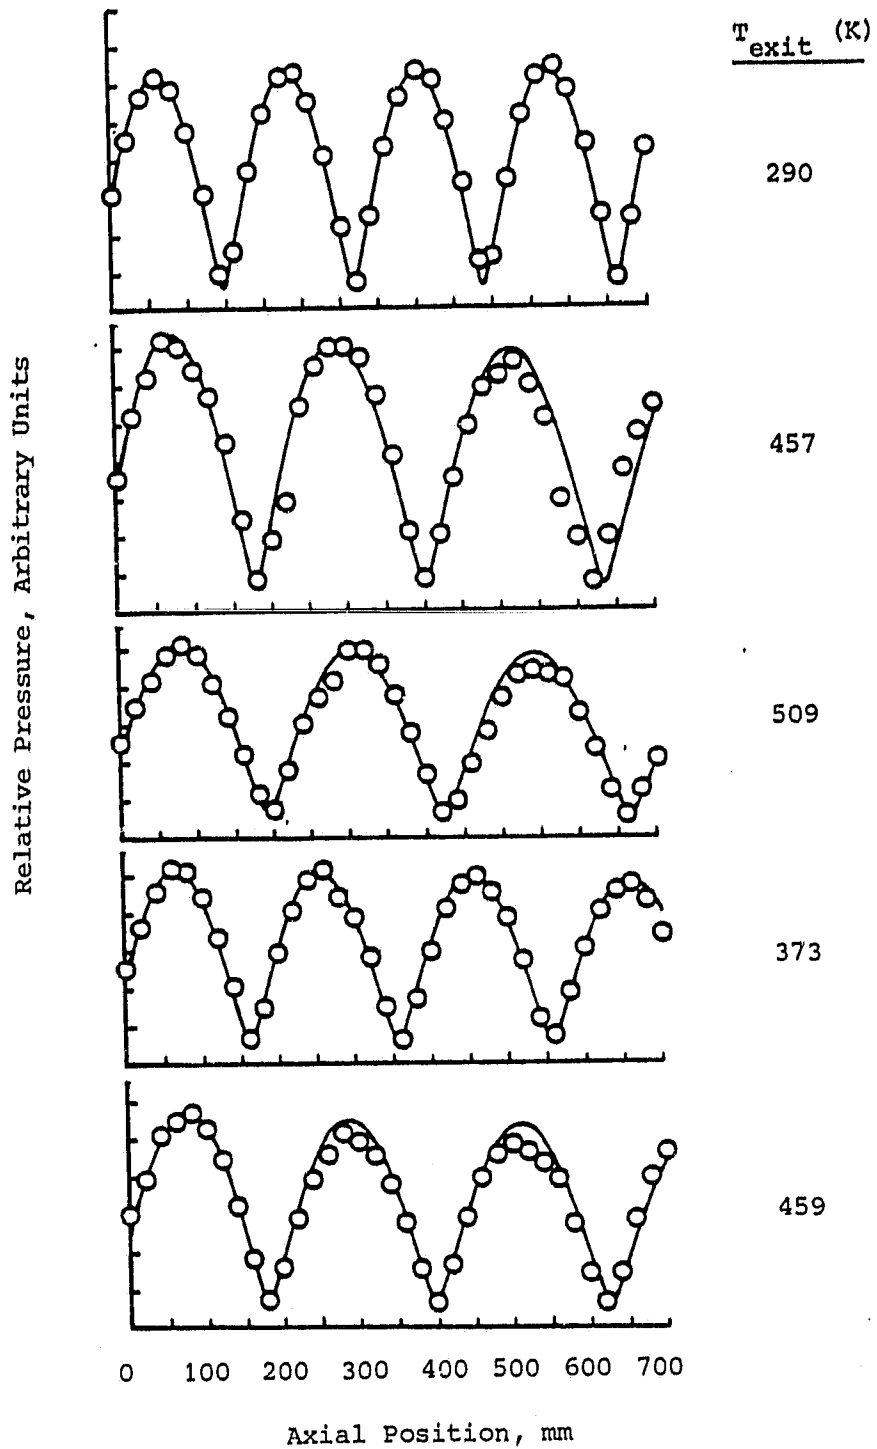 T_exit (K)
290
457
509
373
459
Relative Pressure, Arbitrary Units
0 100 200 300 400 500 600 700
Axial Position, mm